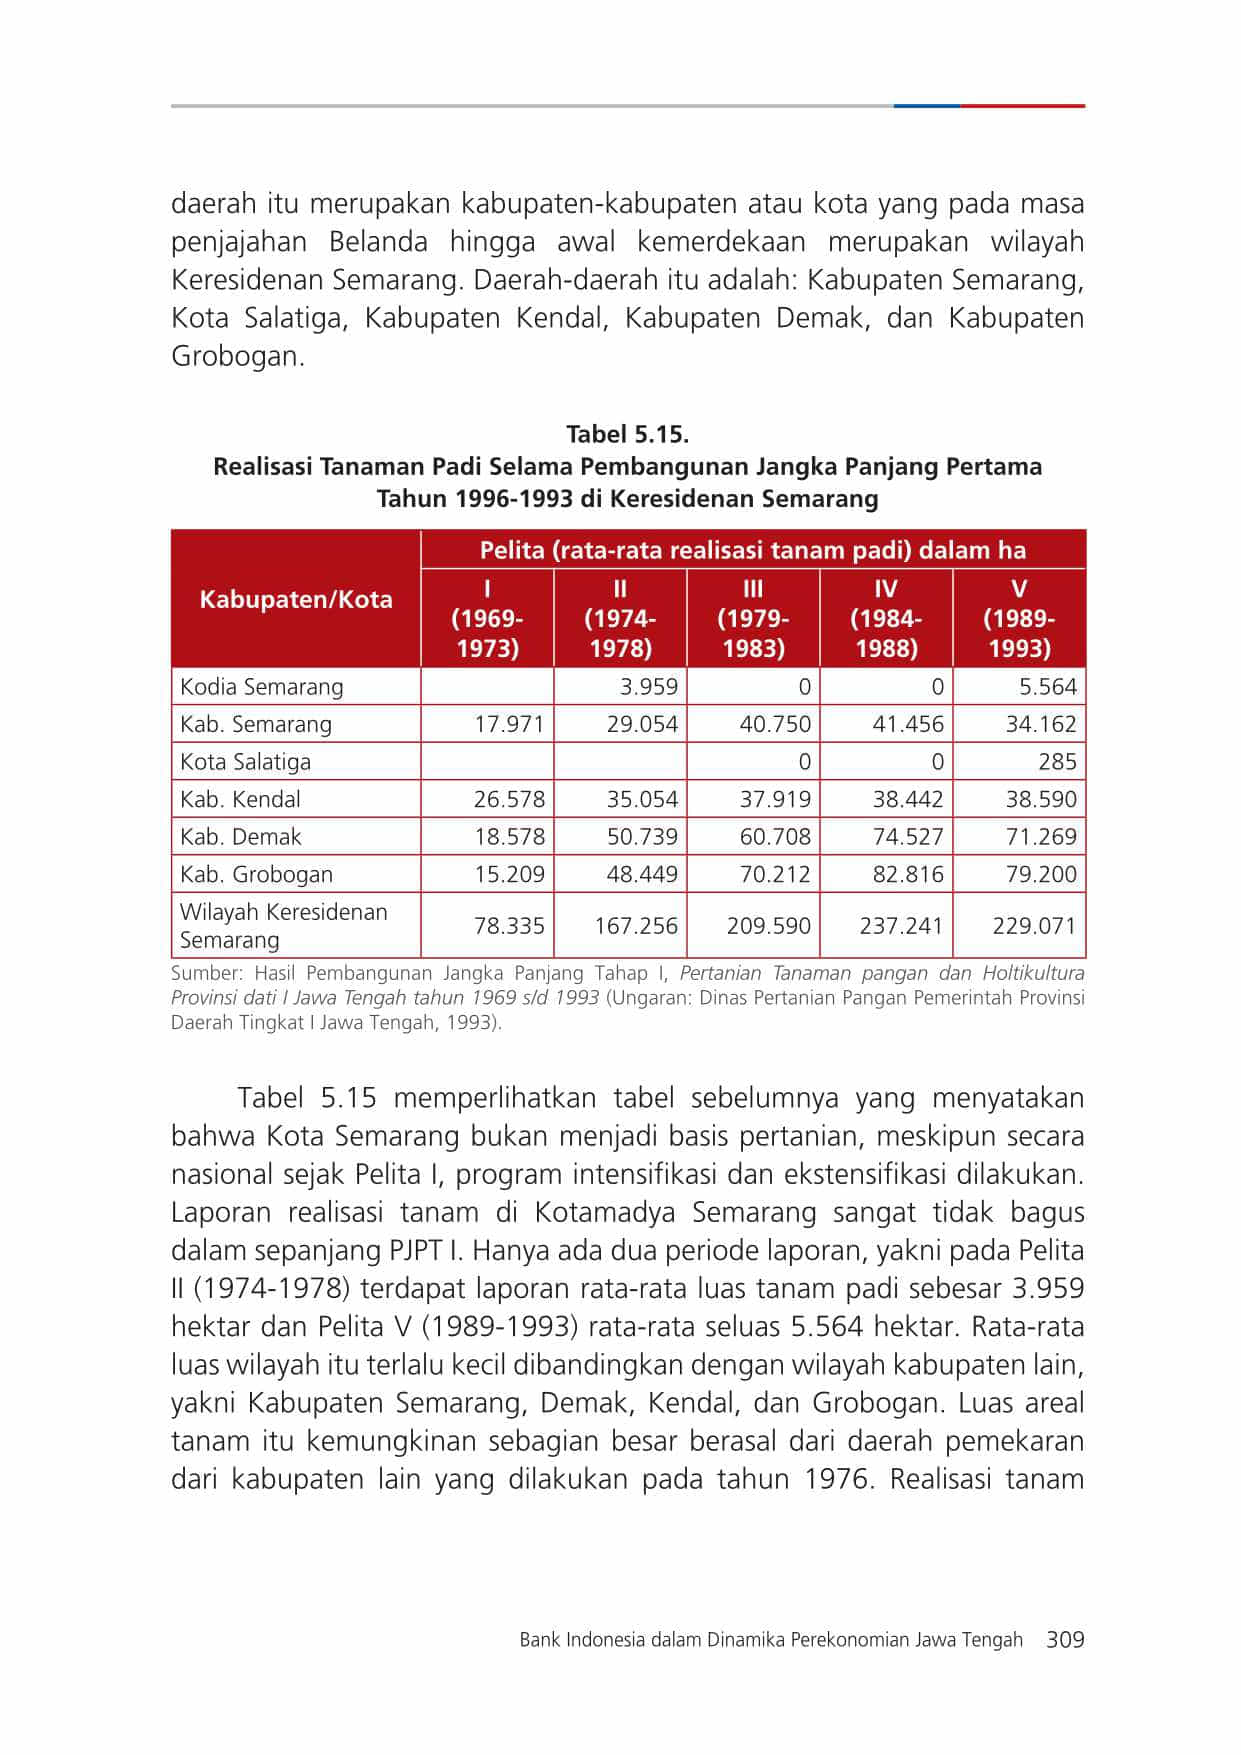 daerah itu merupakan kabupaten-kabupaten atau kota yang pada masa
penjajahan Belanda hingga awal kemerdekaan merupakan wilayah
Keresidenan Semarang. Daerah-daerah itu adalah: Kabupaten Semarang,
Kota Salatiga, Kabupaten Kendal, Kabupaten Demak, dan Kabupaten
Grobogan.
Tabel 5.15.
Realisasi Tanaman Padi Selama Pembangunan Jangka Panjang Pertama
Tahun 1996-1993 di Keresidenan Semarang
Kabupaten/Kota
Pelita (rata-rata realisasi tanam padi) dalam ha
I II III IV V
(1969- (1974- (1979- (1984- (1989-
1973) 1978) 1983) 1988) 1993)
Kodia Semarang 3.959 0 0 5.564
Kab. Semarang 17.971 29.054 40.750 41.456 34.162
Kota Salatiga 0 0 285
Kab. Kendal 26.578 35.054 37.919 38.442 38.590
Kab. Demak 18.578 50.739 60.708 74.527 71.269
Kab. Grobogan 15.209 48.449 70.212 82.816 79.200
Wilayah Keresidenan
Semarang 78.335 167.256 209.590 237.241 229.071
Sumber: Hasil Pembangunan Jangka Panjang Tahap I, Pertanian Tanaman pangan dan Holtikultura
Provinsi dati I Jawa Tengah tahun 1969 s/d 1993 (Ungaran: Dinas Pertanian Pangan Pemerintah Provinsi
Daerah Tingkat I Jawa Tengah, 1993).
Tabel 5.15 memperlihatkan tabel sebelumnya yang menyatakan
bahwa Kota Semarang bukan menjadi basis pertanian, meskipun secara
nasional sejak Pelita I, program intensifikasi dan ekstensifikasi dilakukan.
Laporan realisasi tanam di Kotamadya Semarang sangat tidak bagus
dalam sepanjang PJPT I. Hanya ada dua periode laporan, yakni pada Pelita
II (1974-1978) terdapat laporan rata-rata luas tanam padi sebesar 3.959
hektar dan Pelita V (1989-1993) rata-rata seluas 5.564 hektar. Rata-rata
luas wilayah itu terlalu kecil dibandingkan dengan wilayah kabupaten lain,
yakni Kabupaten Semarang, Demak, Kendal, dan Grobogan. Luas areal
tanam itu kemungkinan sebagian besar berasal dari daerah pemekaran
dari kabupaten lain yang dilakukan pada tahun 1976. Realisasi tanam
Bank Indonesia dalam Dinamika Perekonomian Jawa Tengah 309